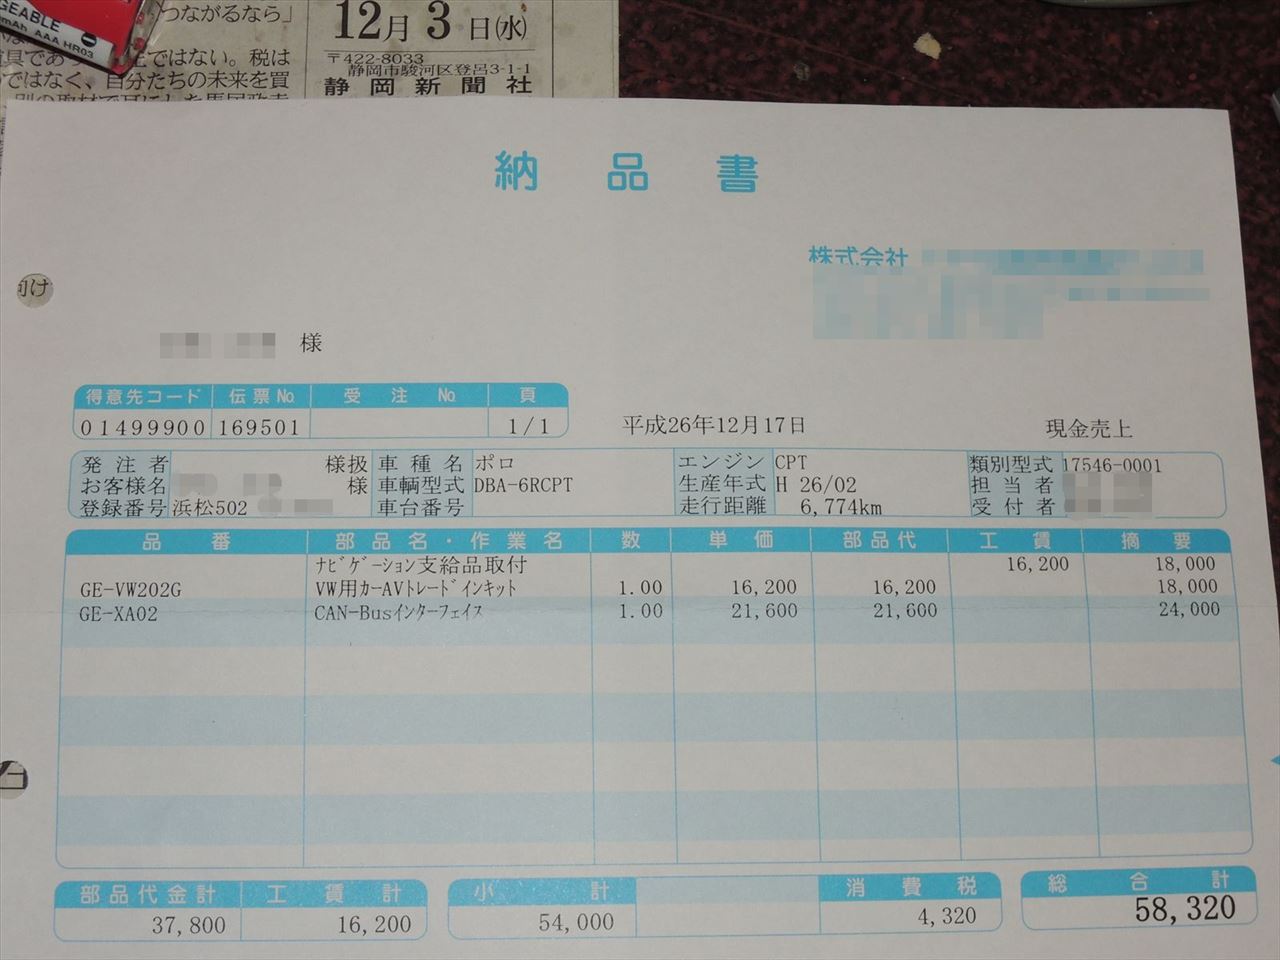 GEABLE
mAh AAA HR03
つながるなら」
ではない。税は
ではなく、自分たちの未来を買
12月 3 日(水)
〒422-8033
静岡市駿河区登呂3-1-1
静岡新聞社
納品書
株式会社
向け
様
得意先コード 伝票No 受注No 頁
01499900 169501 1/1
平成26年12月17日 現金売上
発注者 様扱 車種名 ポロ エンジン CPT 類別型式 17546-0001
お客様名 様 車輌型式 DBA-6RCPT 生産年式 H 26/02 担当者
登録番号 浜松502 車台番号 走行距離 6,774km 受付者
品番 部品名・作業名 数 単価 部品代 工賃 摘要
ﾅﾋﾞｹﾞｰｼｮﾝ支給品取付 16,200 18,000
GE-VW202G VW用ｶｰAVﾄﾚｰﾄﾞｲﾝｷｯﾄ 1.00 16,200 16,200 18,000
GE-XA02 CAN-Busｲﾝﾀｰﾌｪｲｽ 1.00 21,600 21,600 24,000
部品代金計 工賃計 小計 消費税 総合計
37,800 16,200 54,000 4,320 58,320